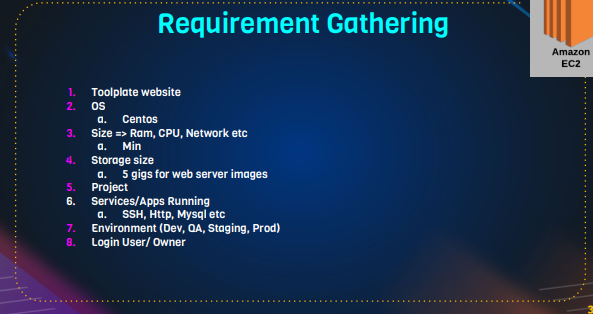 Requirement Gathering
Amazon
EC2
1. Toolplate website
2. OS
a. Centos
3. Size => Ram, CPU, Network etc
a. Min
4. Storage size
a. 5 gigs for web server images
5. Project
6. Services/Apps Running
a. SSH, Http, Mysql etc
7. Environment (Dev, QA, Staging, Prod)
8. Login User/ Owner